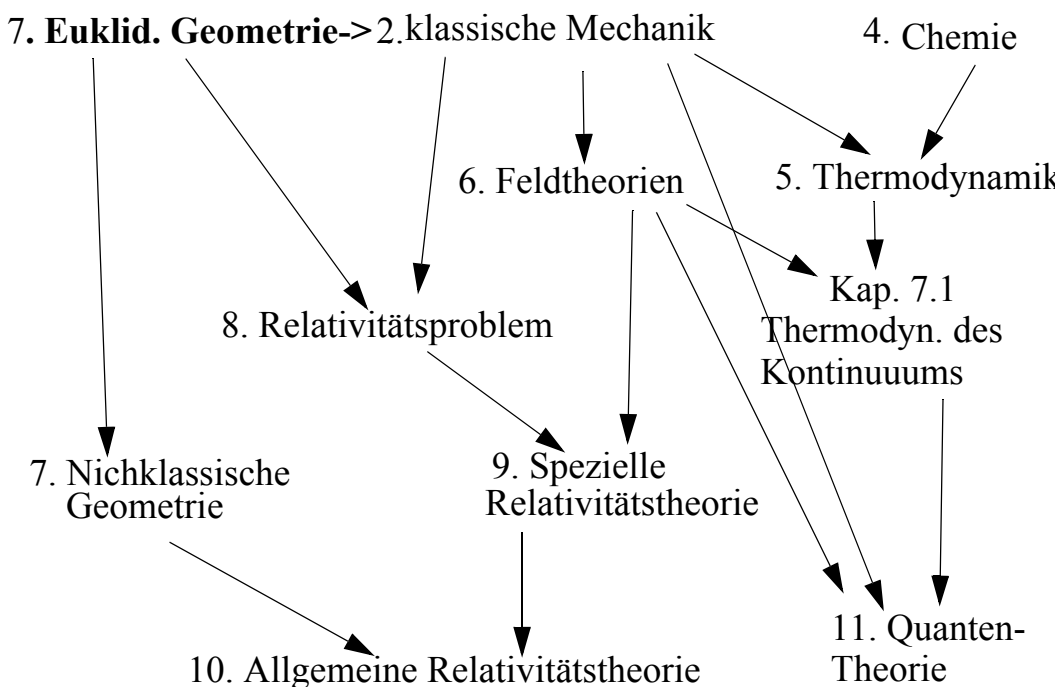 7. Euklid. Geometrie->2.klassische Mechanik
4. Chemie
6. Feldtheorien
5. Thermodynamik
Kap. 7.1
Thermodyn. des
Kontinuuums
8. Relativitätsproblem
7. Nichklassische
Geometrie
9. Spezielle
Relativitätstheorie
11. Quanten-
Theorie
10. Allgemeine Relativitätstheorie